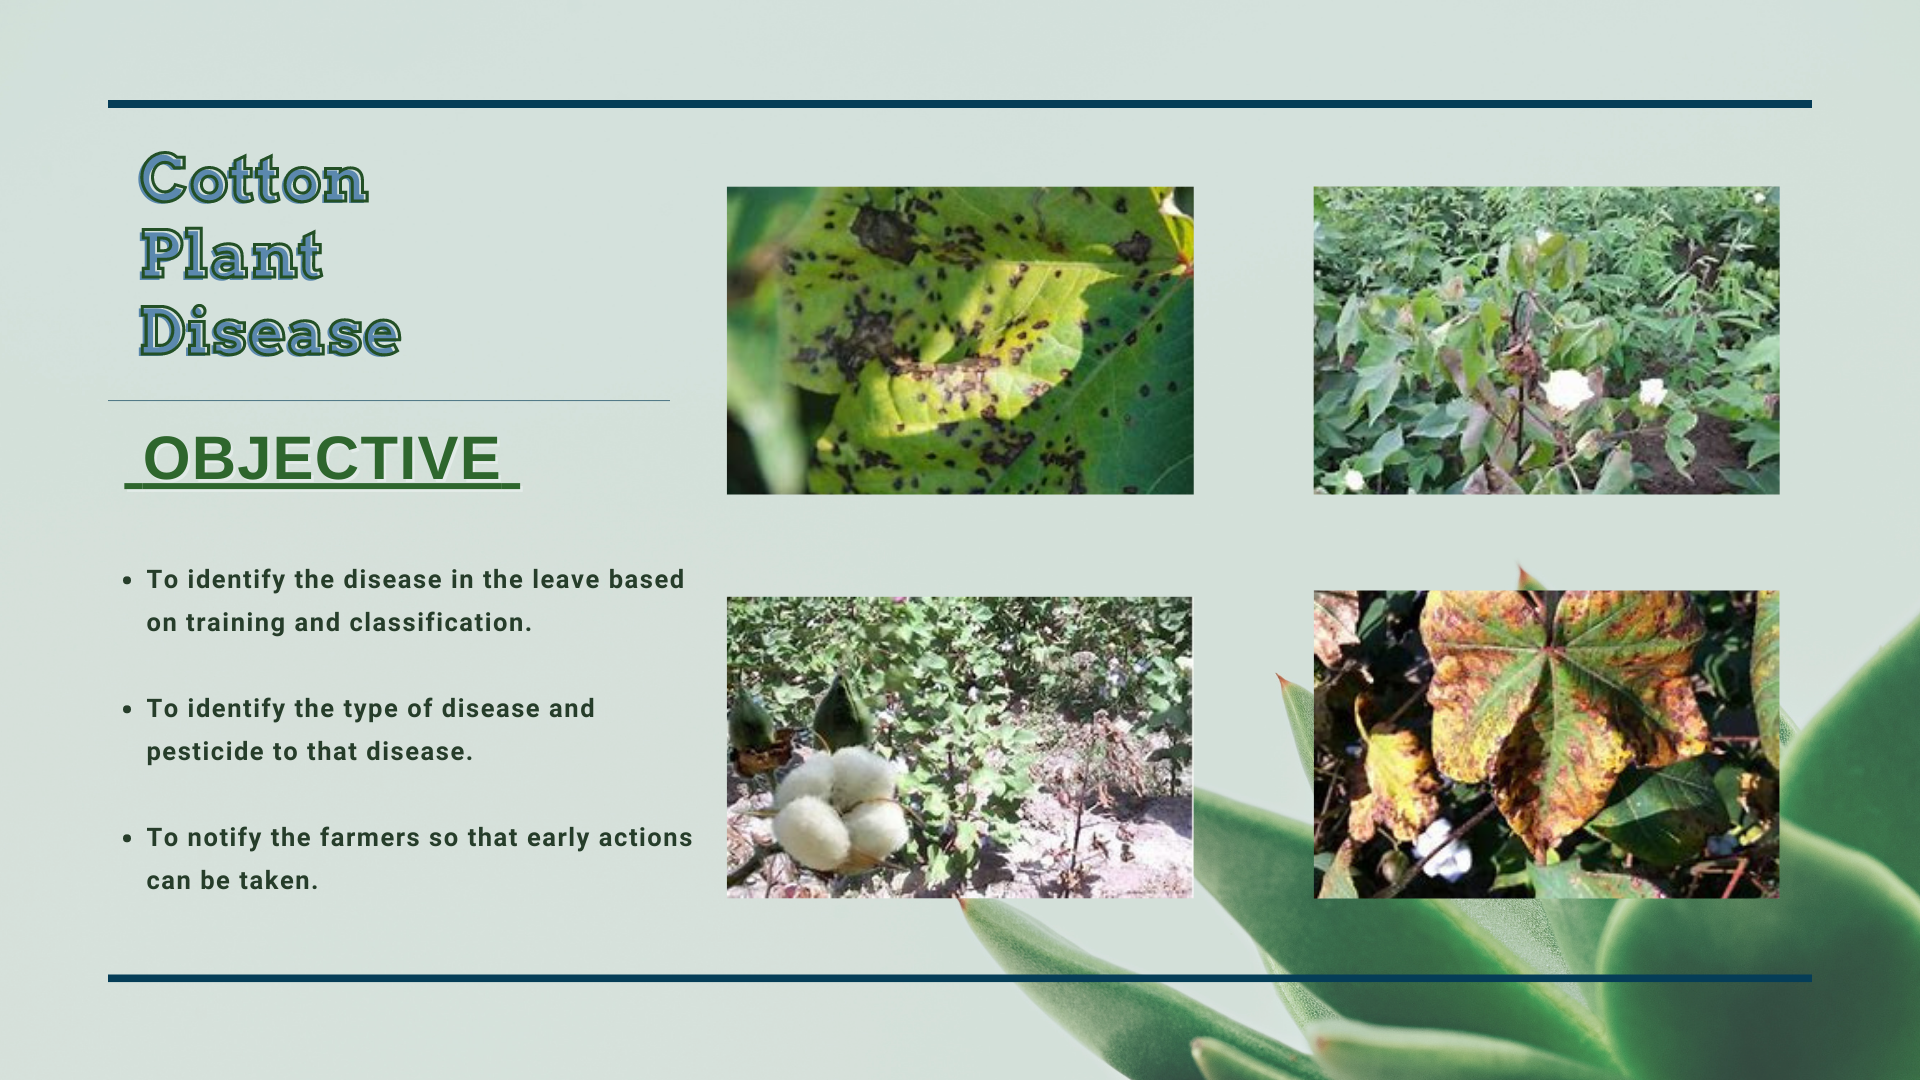 Cotton
Plant
Disease
OBJECTIVE
• To identify the disease in the leave based
on training and classification.
• To identify the type of disease and
pesticide to that disease.
• To notify the farmers so that early actions
can be taken.